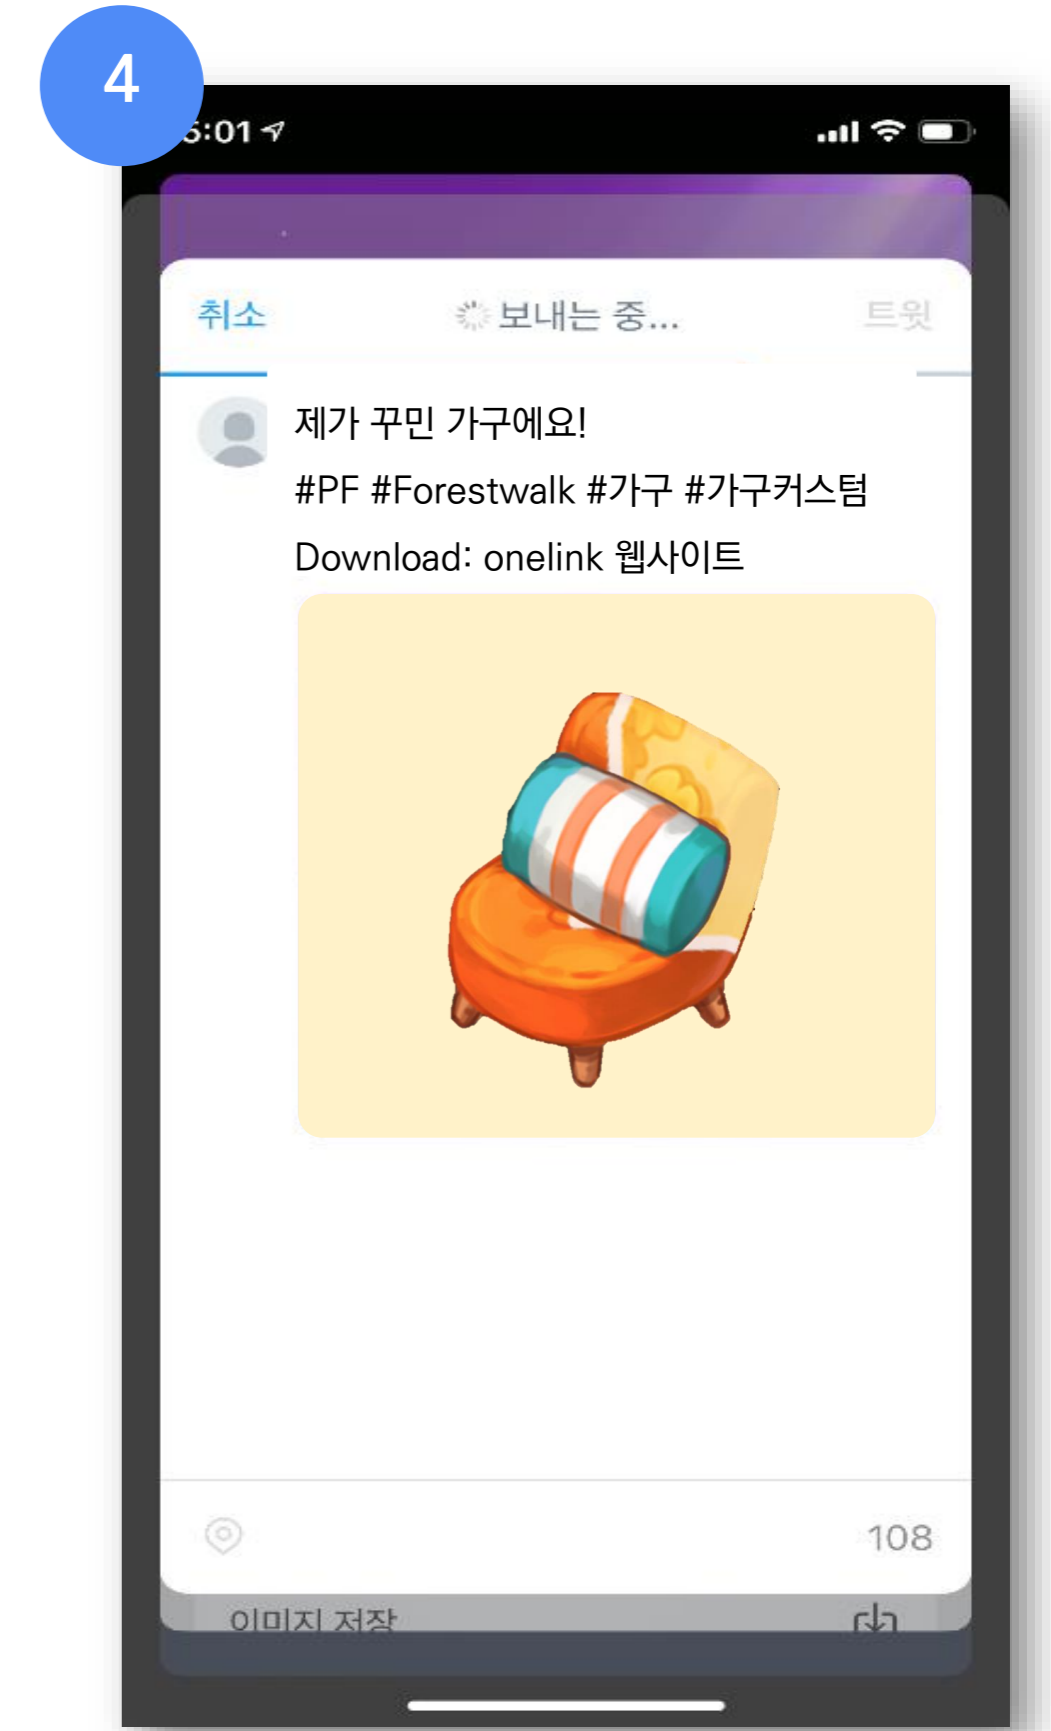 4
5:01
취소
보내는 중...
트윗
제가 꾸민 가구에요!
#PF #Forestwalk #가구 #가구커스텀
Download: onelink 웹사이트
108
이미지 저장